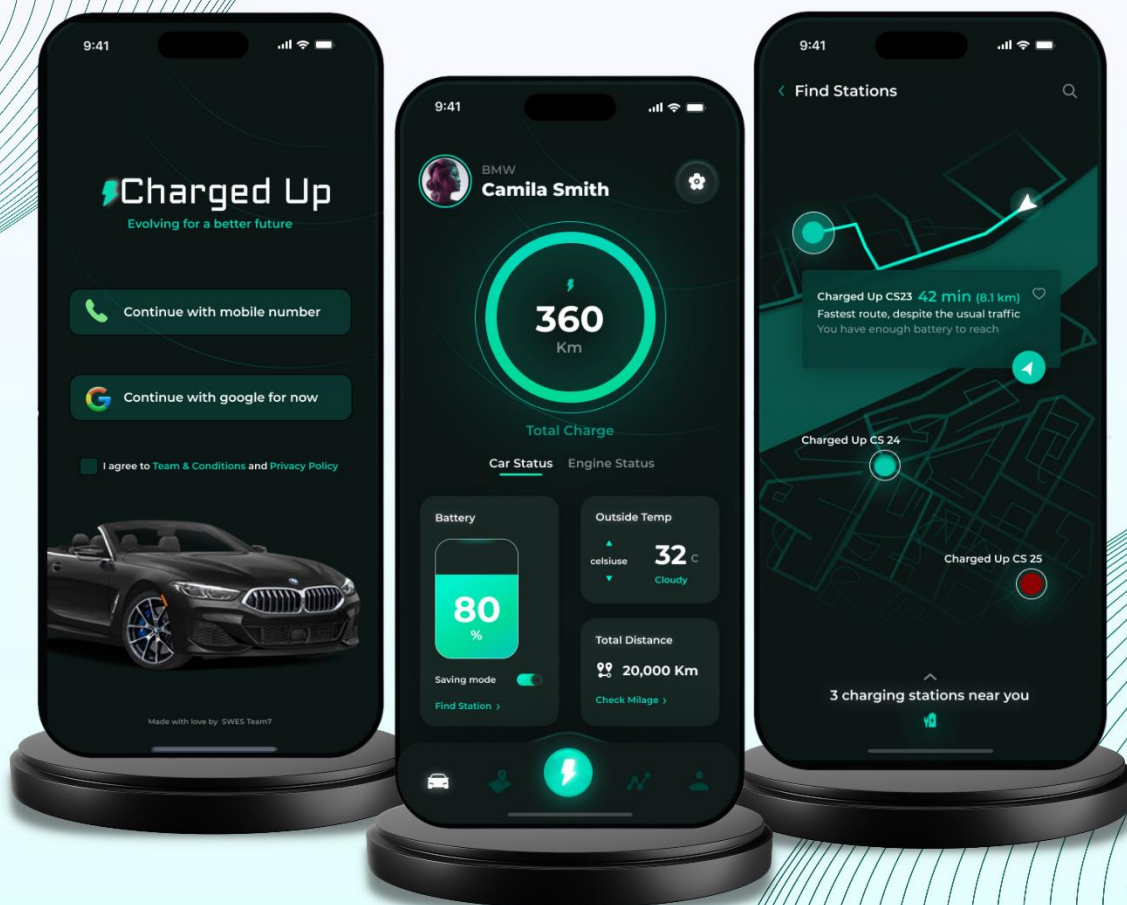 9:41
Charged Up
Evolving for a better future
Continue with mobile number
Continue with google for now
I agree to Team & Conditions and Privacy Policy
Made with love by SWES Team7
9:41
BMW
Camila Smith
360
Km
Total Charge
Car Status Engine Status
Battery
80
%
Saving mode
Find Station >
Outside Temp
celsiuse
32 C
Cloudy
Total Distance
20,000 Km
Check Milage >
9:41
< Find Stations
Charged Up CS23 42 min (8.1 km)
Fastest route, despite the usual traffic
You have enough battery to reach
Charged Up CS 24
Charged Up CS 25
3 charging stations near you